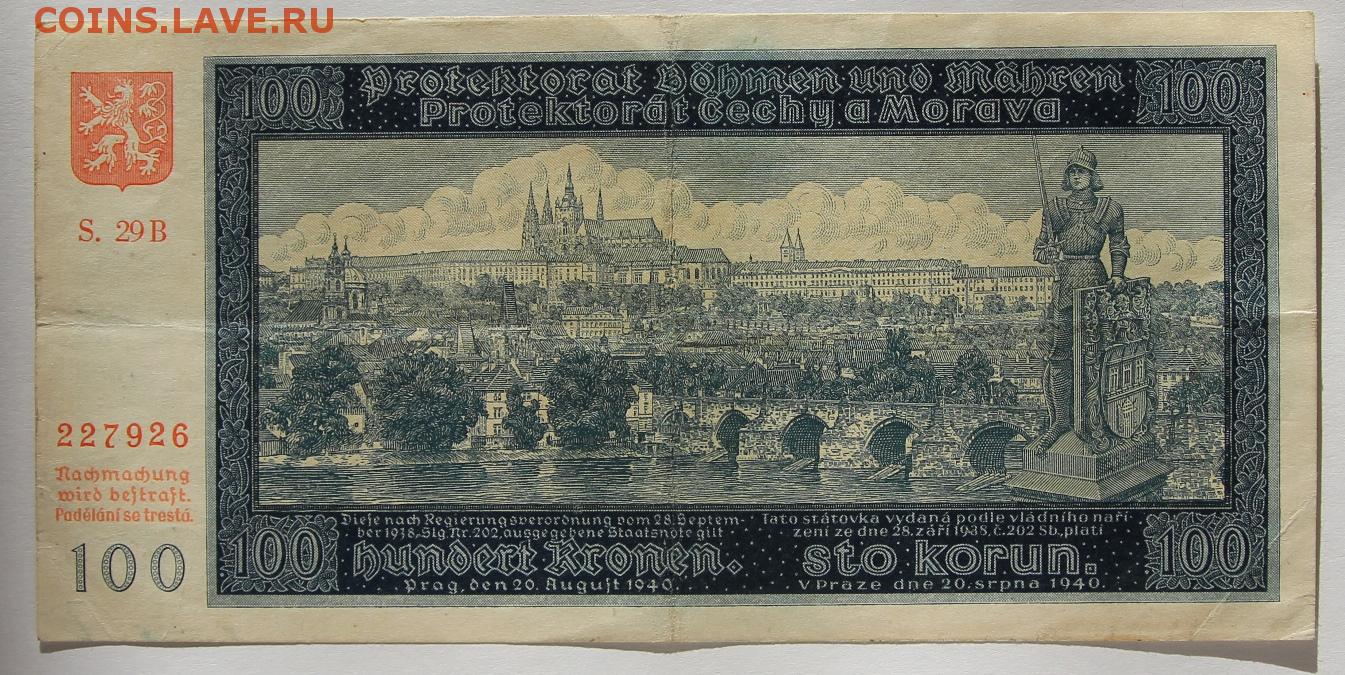 COINS.LAVE.RU
100 Protektorat Böhmen und Mähren 100
Protektorát Čechy a Morava
S. 29B
227926
Nachmachung
wird bestraft.
Padělání se trestá.
100
100
Diese nach Regierungsverordnung vom 28. Septem-
ber 1938, Slg. Nr. 202, ausgegebene Staatsnote gilt
hundert Kronen.
Prag, den 20. August 1940.
Tato státovka vydaná podle vládního naří-
zení ze dne 28. září 1938, č. 202 Sb., platí
sto korun.
V Praze dne 20. srpna 1940.
100